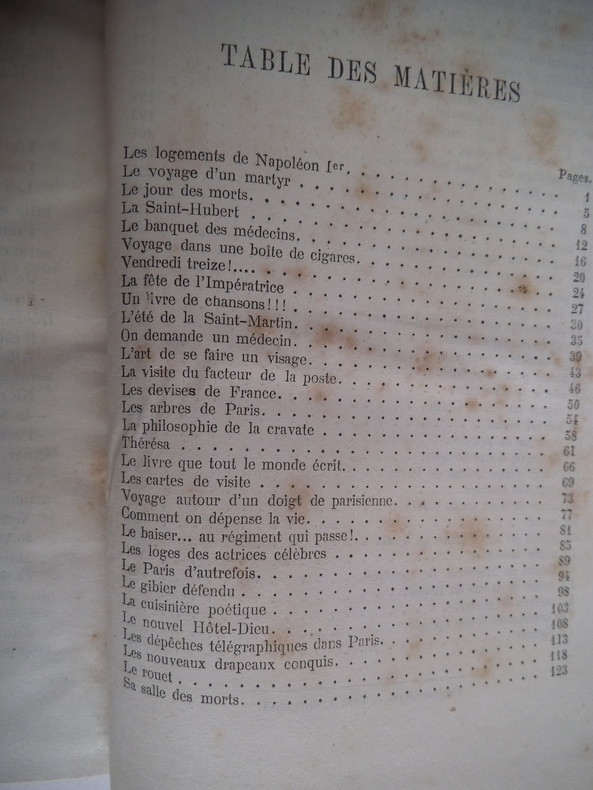 TABLE DES MATIÈRES
Pages.
Les logements de Napoléon Ier. . . . . . . . . . . 1
Le voyage d'un martyr . . . . . . . . . . . . . 5
Le jour des morts. . . . . . . . . . . . . . . 8
La Saint-Hubert . . . . . . . . . . . . . . . 12
Le banquet des médecins. . . . . . . . . . . . . 16
Voyage dans une boîte de cigares. . . . . . . . . . 20
Vendredi treize!.... . . . . . . . . . . . . . . 24
La fête de l'Impératrice . . . . . . . . . . . . . 27
Un livre de chansons!!! . . . . . . . . . . . . . 30
L'été de la Saint-Martin. . . . . . . . . . . . . 35
On demande un médecin. . . . . . . . . . . . . 39
L'art de se faire un visage. . . . . . . . . . . . 43
La visite du facteur de la poste. . . . . . . . . . . 46
Les devises de France. . . . . . . . . . . . . . 50
Les arbres de Paris. . . . . . . . . . . . . . . 54
La philosophie de la cravate . . . . . . . . . . . . 58
Thérésa . . . . . . . . . . . . . . . . . . 61
Le livre que tout le monde écrit. . . . . . . . . . . 66
Les cartes de visite . . . . . . . . . . . . . . 69
Voyage autour d'un doigt de parisienne. . . . . . . . 73
Comment on dépense la vie. . . . . . . . . . . . 77
Le baiser... au régiment qui passe!. . . . . . . . . . 81
Les loges des actrices célèbres . . . . . . . . . . . 85
Le Paris d'autrefois. . . . . . . . . . . . . . . 89
Le gibier défendu . . . . . . . . . . . . . . . 94
La cuisinière poétique . . . . . . . . . . . . . . 98
Le nouvel Hôtel-Dieu. . . . . . . . . . . . . . 103
Les dépêches télégraphiques dans Paris. . . . . . . . 108
Les nouveaux drapeaux conquis. . . . . . . . . . . 113
Le rouet . . . . . . . . . . . . . . . . . . 118
Sa salle des morts. . . . . . . . . . . . . . . 123